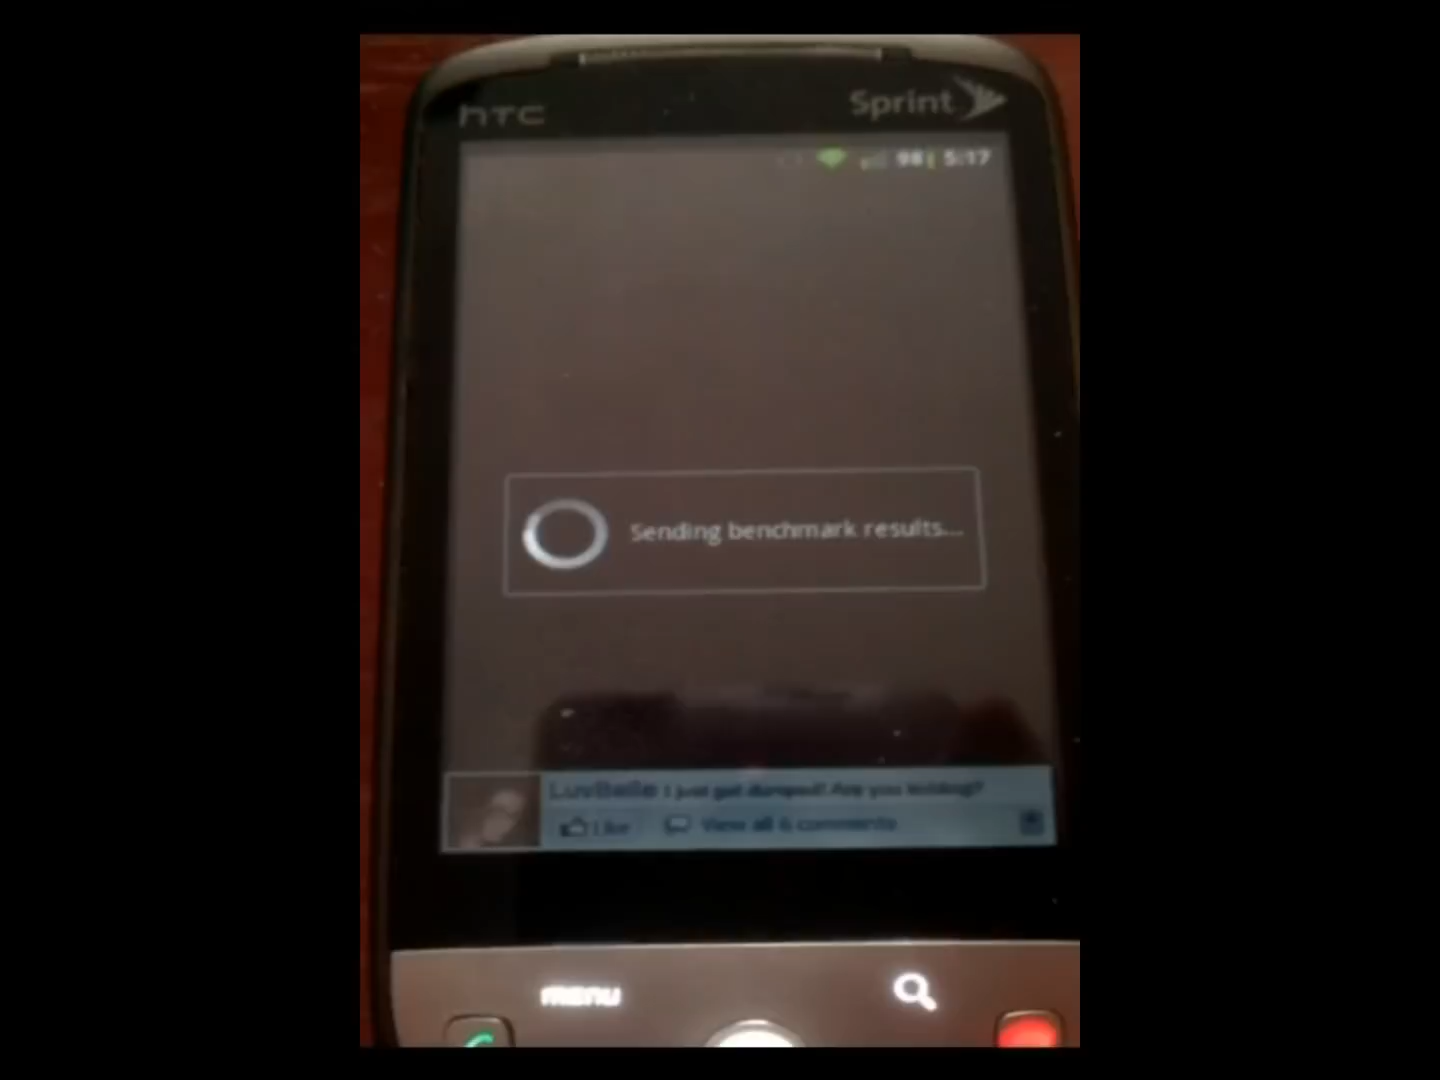 hTC
Sprint
98 5:17
Sending benchmark results...
LuvBelle I just got dumped! Are you kidding?
Like View all 6 comments
menu